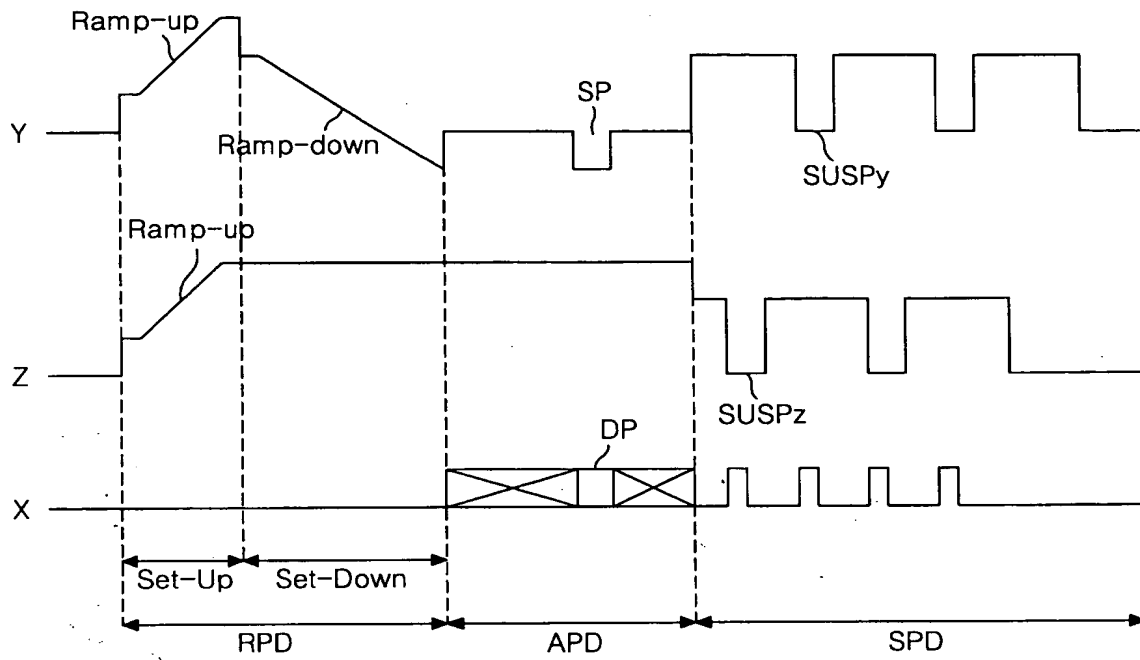 Ramp-up
SP
Y
Ramp-down
SUSPy
Ramp-up
Z
SUSPz
DP
X
Set-Up
Set-Down
RPD
APD
SPD